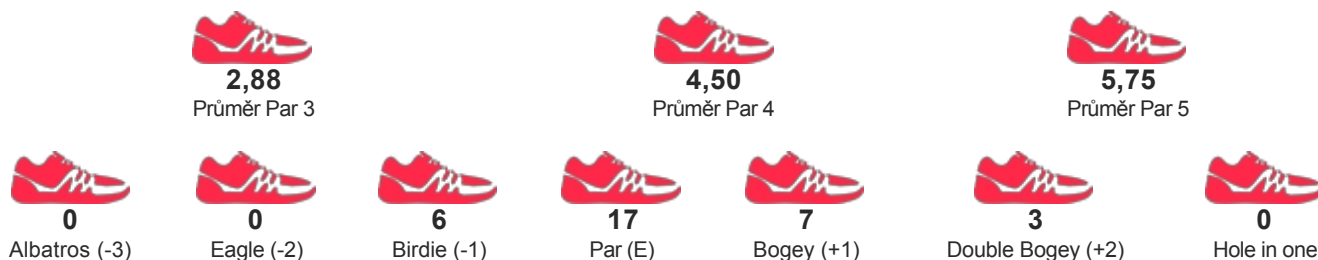 2,88 4,50 5,75
Průměr Par 3 Průměr Par 4 Průměr Par 5
0 0 6 17 7 3 0
Albatros (-3) Eagle (-2) Birdie (-1) Par (E) Bogey (+1) Double Bogey (+2) Hole in one